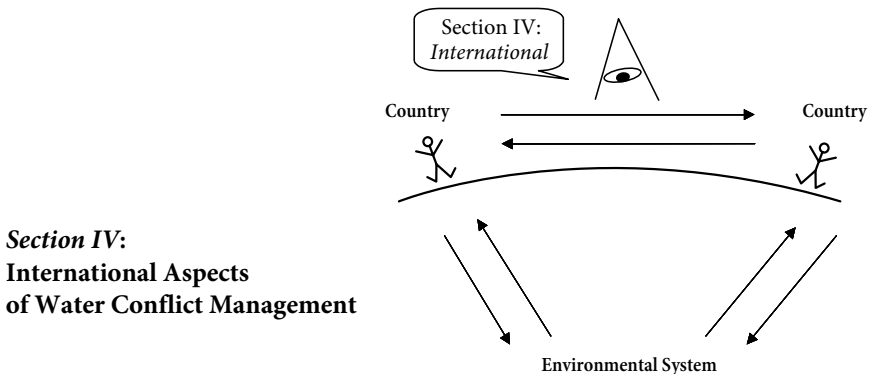 Section IV:
International
Country
Country
Section IV:
International Aspects
of Water Conflict Management
Environmental System